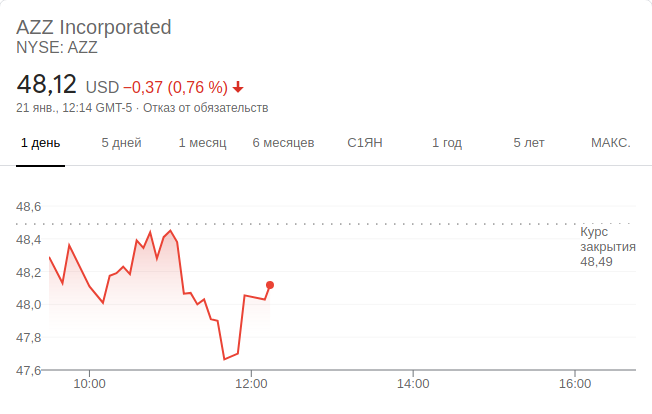 AZZ Incorporated
NYSE: AZZ
48,12 USD −0,37 (0,76 %)
21 янв., 12:14 GMT-5 · Отказ от обязательств
1 день 5 дней 1 месяц 6 месяцев С1ЯН 1 год 5 лет МАКС.
48,6
Курс
закрытия
48,49
48,4
48,2
48,0
47,8
47,6
10:00 12:00 14:00 16:00